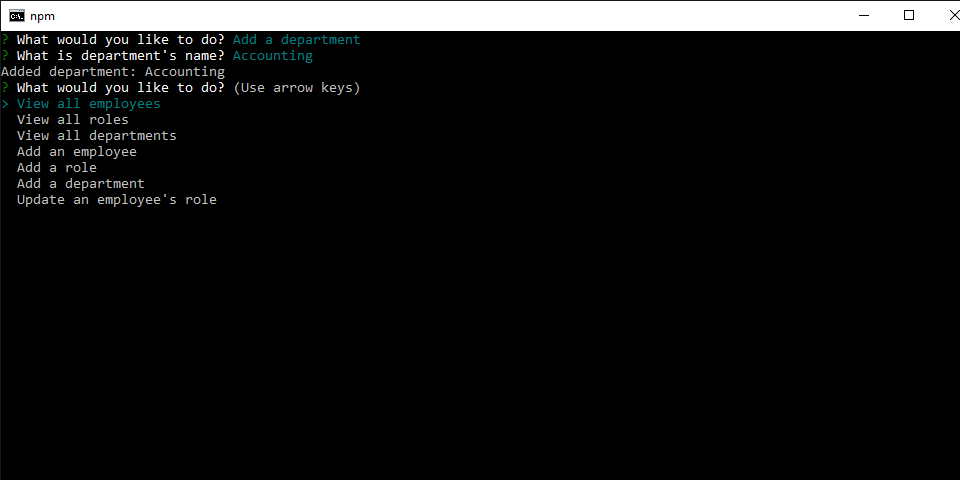 npm
? What would you like to do? Add a department
? What is department's name? Accounting
Added department: Accounting
? What would you like to do? (Use arrow keys)
> View all employees
View all roles
View all departments
Add an employee
Add a role
Add a department
Update an employee's role